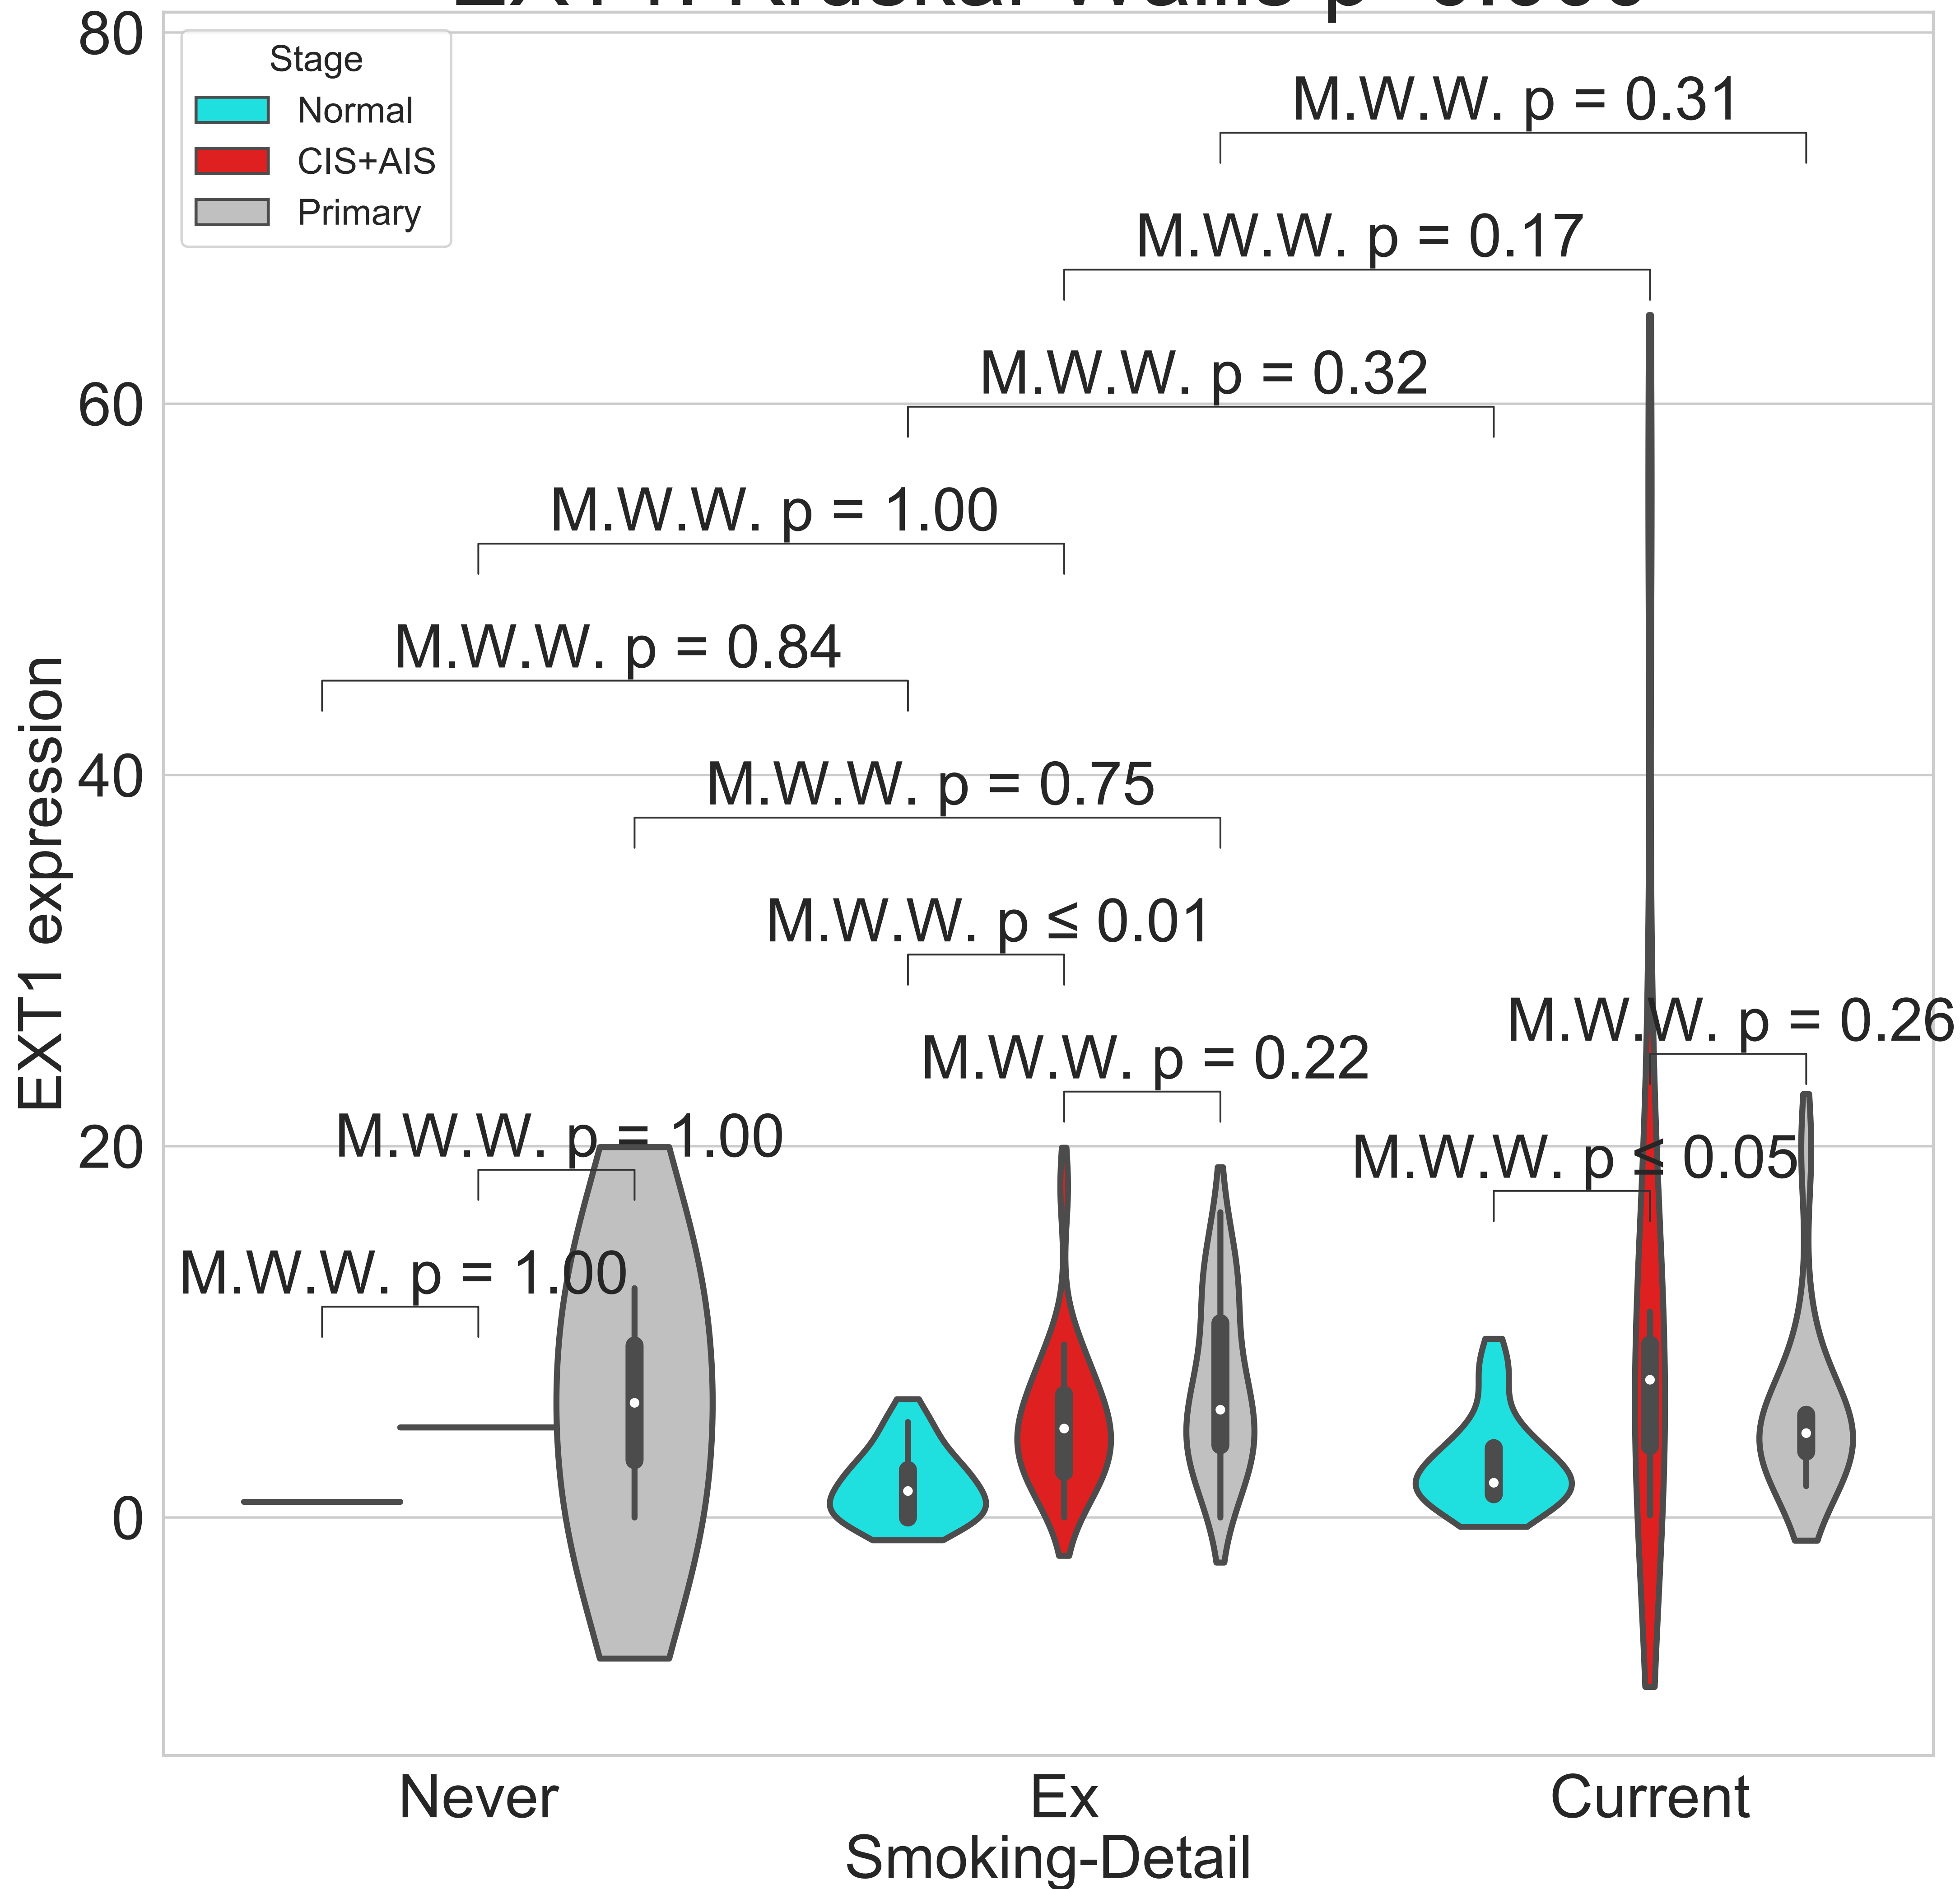 80
Stage
Normal
CIS+AIS
Primary
M.W.W. p = 0.31
M.W.W. p = 0.17
M.W.W. p = 0.32
60
M.W.W. p = 1.00
M.W.W. p = 0.84
M.W.W. p = 0.75
40
M.W.W. p ≤ 0.01
M.W.W. p = 0.26
M.W.W. p = 0.22
M.W.W. p = 1.00
M.W.W. p ≤ 0.05
20
M.W.W. p = 1.00
0
EXT1 expression
Never
Ex
Current
Smoking-Detail